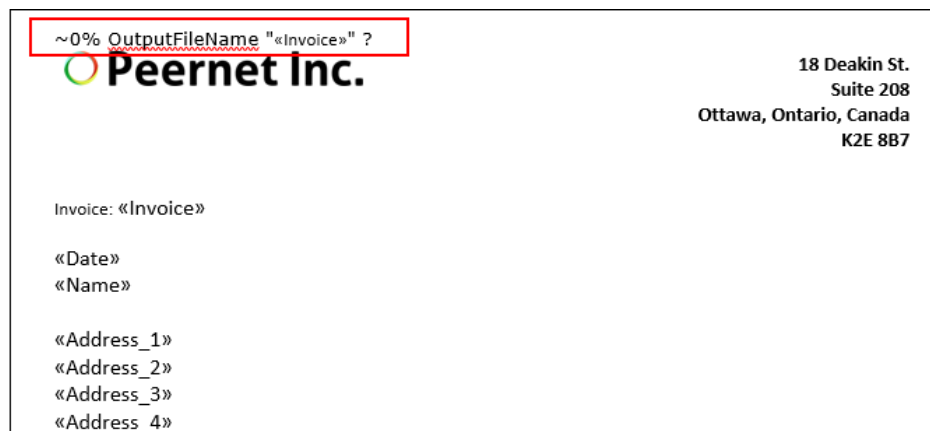 ~0% OutputFileName "«Invoice»" ?
Peernet Inc.
18 Deakin St.
Suite 208
Ottawa, Ontario, Canada
K2E 8B7
Invoice: «Invoice»
«Date»
«Name»
«Address_1»
«Address_2»
«Address_3»
«Address_4»